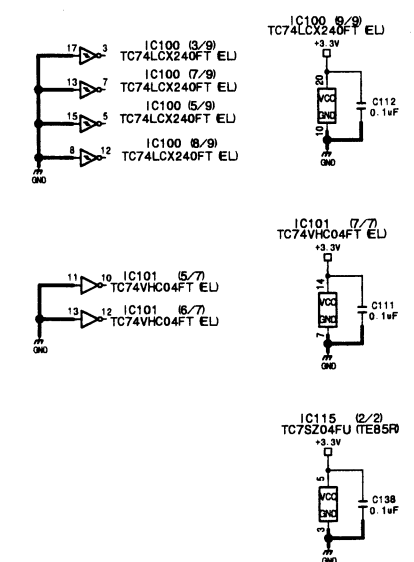 IC100 (3/9)
17 3
TC74LCX240FT (EL)
IC100 (7/9)
13 7
TC74LCX240FT (EL)
IC100 (5/9)
15 5
TC74LCX240FT (EL)
IC100 (8/9)
8 12
TC74LCX240FT (EL)
GND
IC100 (9/9)
TC74LCX240FT (EL)
+3.3V
20
VCC
GND
10
C112
0.1uF
GND
IC101 (5/7)
11 10
TC74VHC04FT (EL)
IC101 (6/7)
13 12
TC74VHC04FT (EL)
GND
IC101 (7/7)
TC74VHC04FT (EL)
+3.3V
14
VCC
GND
7
C111
0.1uF
GND
IC115 (2/2)
TC7SZ04FU (TE85R)
+3.3V
5
VCC
GND
3
C138
0.1uF
GND